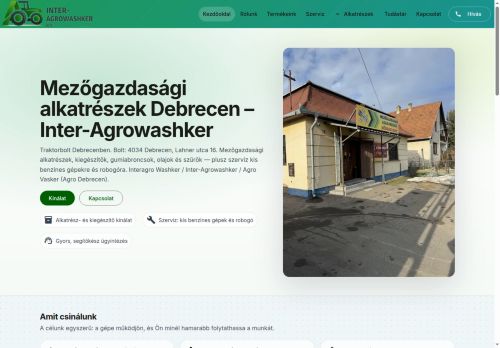 INTER-
AGROWASHKER
Kezdőoldal Rólunk Termékeink Szerviz Alkatrészek Tudástár Kapcsolat Hívás
Mezőgazdasági
alkatrészek Debrecen –
Inter-Agrowashker
Traktorbolt Debrecenben. Bolt: 4034 Debrecen, Lahner utca 16. Mezőgazdasági
alkatrészek, kiegészítők, gumiabroncsok, olajok és szűrők — plusz szerviz kis
benzines gépekre és robogóra. Interagro Washker / Inter-Agrowashker / Agro
Vasker (Agro Debrecen).
Kínálat Kapcsolat
Alkatrész- és kiegészítő kínálat Szerviz: kis benzines gépek és robogó
Gyors, segítőkész ügyintézés
Amit csinálunk
A célunk egyszerű: a gépe működjön, és Ön minél hamarabb folytathassa a munkát.